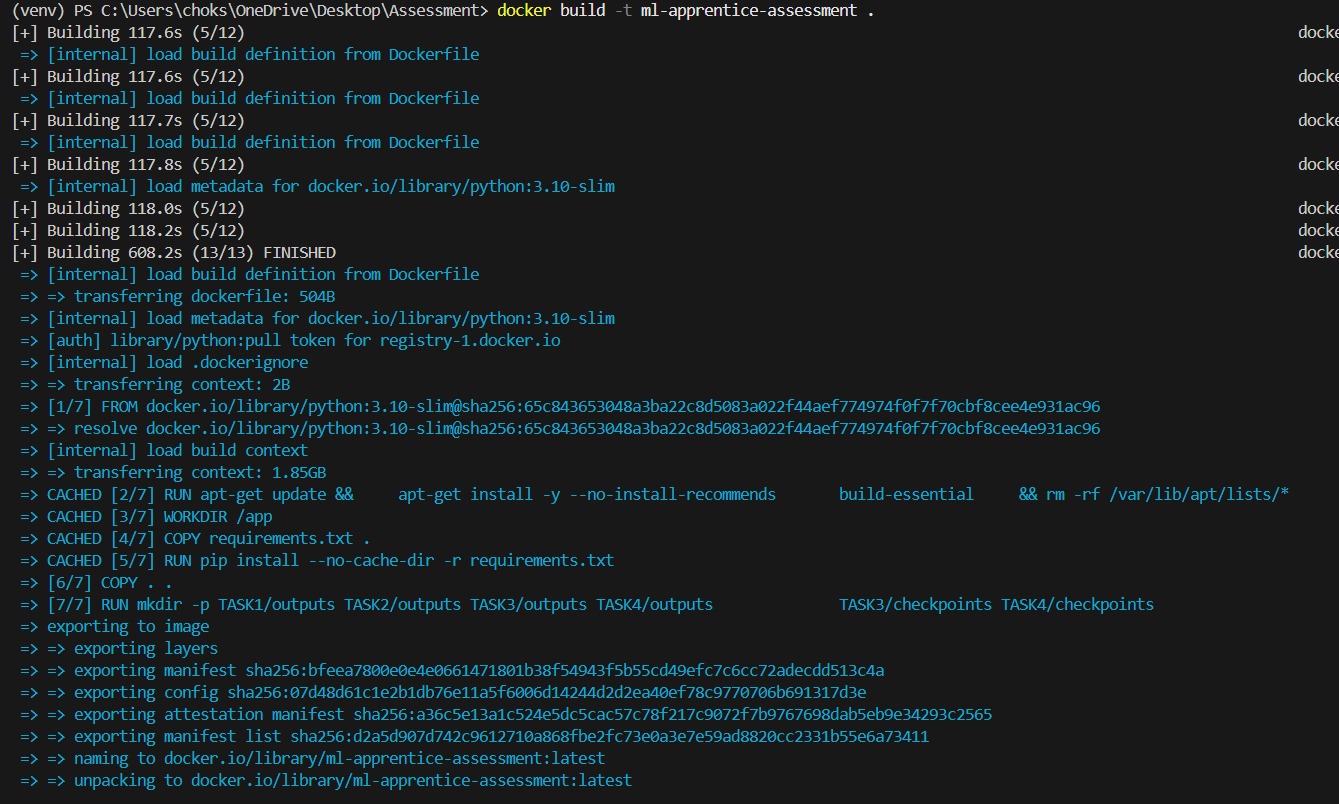 (venv) PS C:\Users\choks\OneDrive\Desktop\Assessment> docker build -t ml-apprentice-assessment .
[+] Building 117.6s (5/12) docke
=> [internal] load build definition from Dockerfile
[+] Building 117.6s (5/12) docke
=> [internal] load build definition from Dockerfile
[+] Building 117.7s (5/12) docke
=> [internal] load build definition from Dockerfile
[+] Building 117.8s (5/12) docke
=> [internal] load metadata for docker.io/library/python:3.10-slim
[+] Building 118.0s (5/12) docke
[+] Building 118.2s (5/12) docke
[+] Building 608.2s (13/13) FINISHED docke
=> [internal] load build definition from Dockerfile
=> => transferring dockerfile: 504B
=> [internal] load metadata for docker.io/library/python:3.10-slim
=> [auth] library/python:pull token for registry-1.docker.io
=> [internal] load .dockerignore
=> => transferring context: 2B
=> [1/7] FROM docker.io/library/python:3.10-slim@sha256:65c843653048a3ba22c8d5083a022f44aef774974f0f7f70cbf8cee4e931ac96
=> => resolve docker.io/library/python:3.10-slim@sha256:65c843653048a3ba22c8d5083a022f44aef774974f0f7f70cbf8cee4e931ac96
=> [internal] load build context
=> => transferring context: 1.85GB
=> CACHED [2/7] RUN apt-get update &&     apt-get install -y --no-install-recommends       build-essential     && rm -rf /var/lib/apt/lists/*
=> CACHED [3/7] WORKDIR /app
=> CACHED [4/7] COPY requirements.txt .
=> CACHED [5/7] RUN pip install --no-cache-dir -r requirements.txt
=> [6/7] COPY . .
=> [7/7] RUN mkdir -p TASK1/outputs TASK2/outputs TASK3/outputs TASK4/outputs              TASK3/checkpoints TASK4/checkpoints
=> exporting to image
=> => exporting layers
=> => exporting manifest sha256:bfeea7800e0e4e0661471801b38f54943f5b55cd49efc7c6cc72adecdd513c4a
=> => exporting config sha256:07d48d61c1e2b1db76e11a5f6006d14244d2d2ea40ef78c9770706b691317d3e
=> => exporting attestation manifest sha256:a36c5e13a1c524e5dc5cac57c78f217c9072f7b9767698dab5eb9e34293c2565
=> => exporting manifest list sha256:d2a5d907d742c9612710a868fbe2fc73e0a3e7e59ad8820cc2331b55e6a73411
=> => naming to docker.io/library/ml-apprentice-assessment:latest
=> => unpacking to docker.io/library/ml-apprentice-assessment:latest